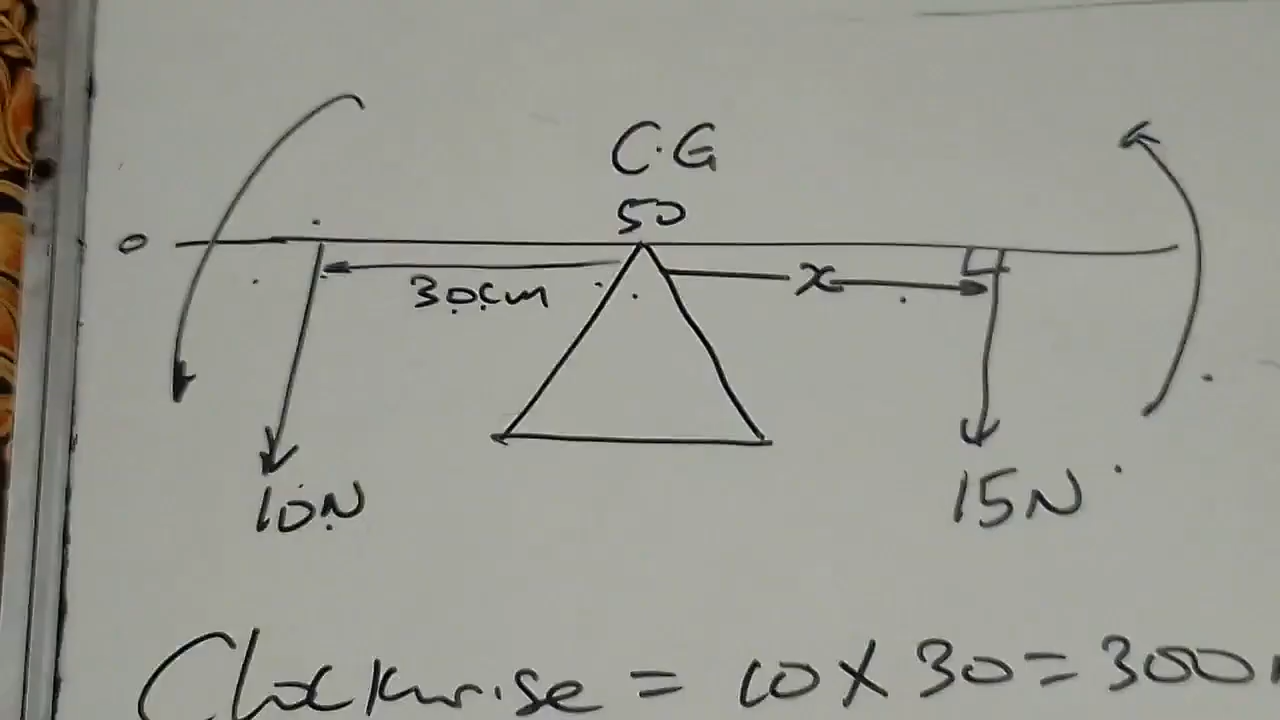 C.G
50
0
30cm
x
10N
15N
Clockwise = 10 X 30 = 300